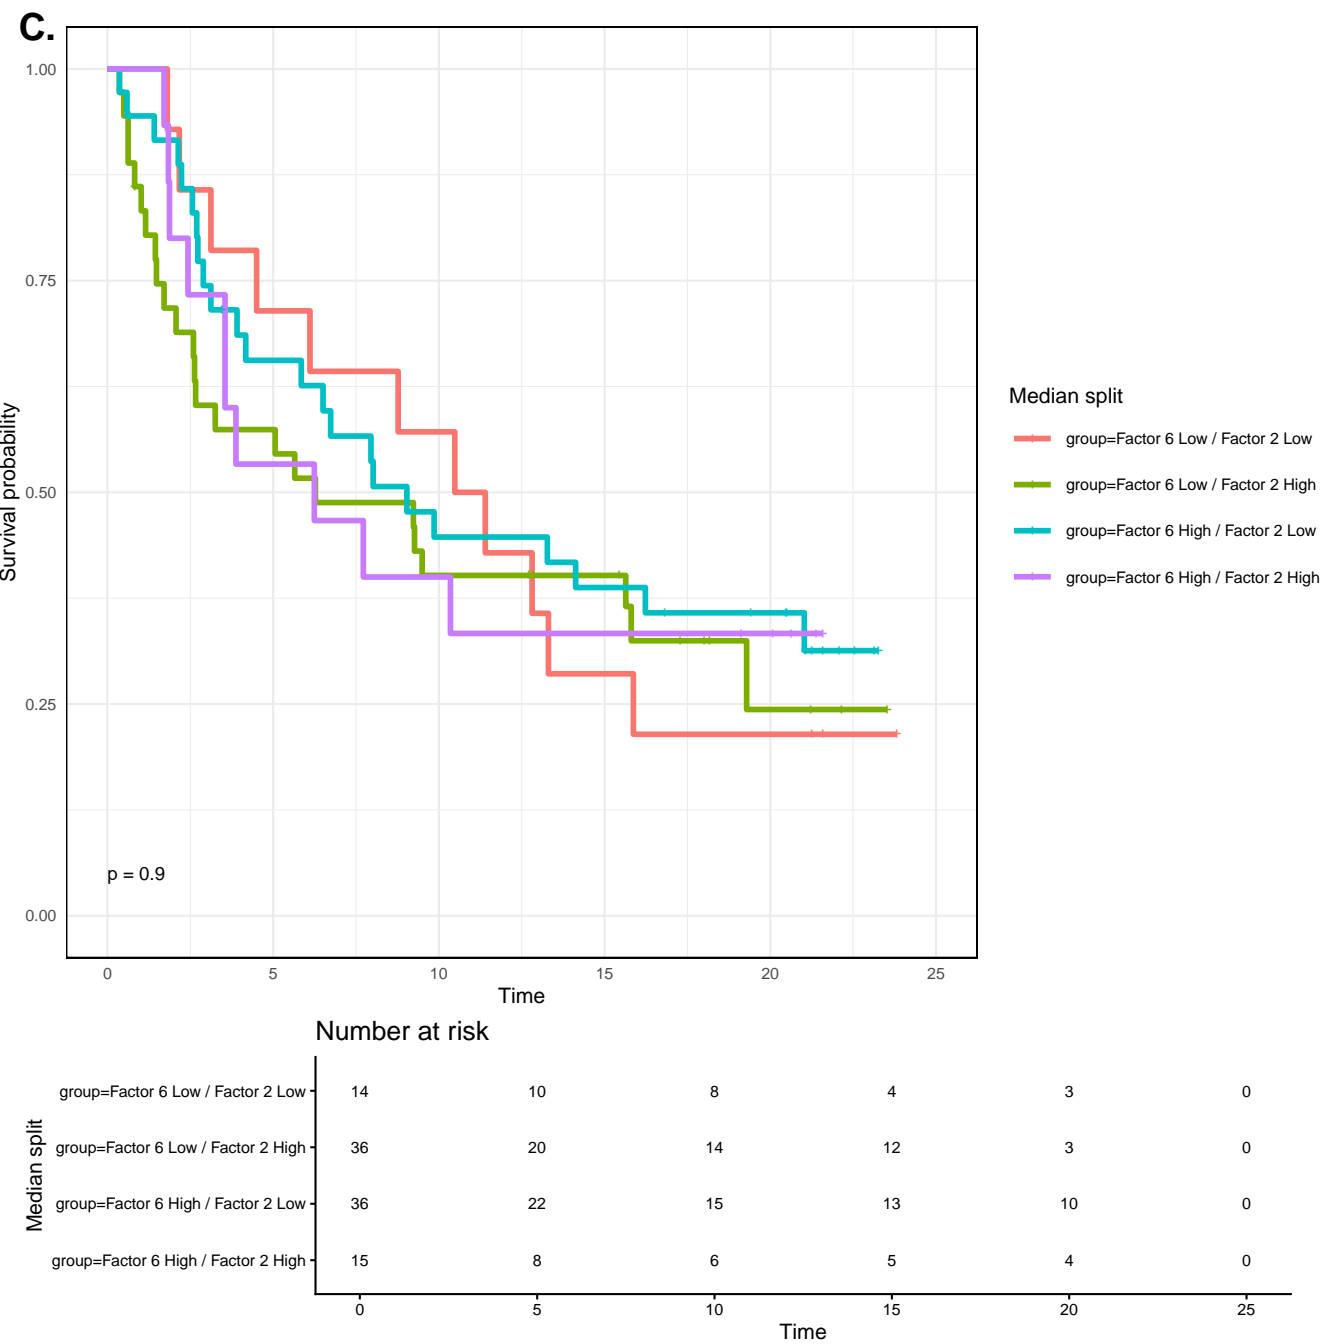 C.
1.00
0.75
0.50
0.25
0.00
Survival probability
p = 0.9
0 5 10 15 20 25
Time
Median split
group=Factor 6 Low / Factor 2 Low
group=Factor 6 Low / Factor 2 High
group=Factor 6 High / Factor 2 Low
group=Factor 6 High / Factor 2 High
Number at risk
Median split
group=Factor 6 Low / Factor 2 Low 14 10 8 4 3 0
group=Factor 6 Low / Factor 2 High 36 20 14 12 3 0
group=Factor 6 High / Factor 2 Low 36 22 15 13 10 0
group=Factor 6 High / Factor 2 High 15 8 6 5 4 0
0 5 10 15 20 25
Time